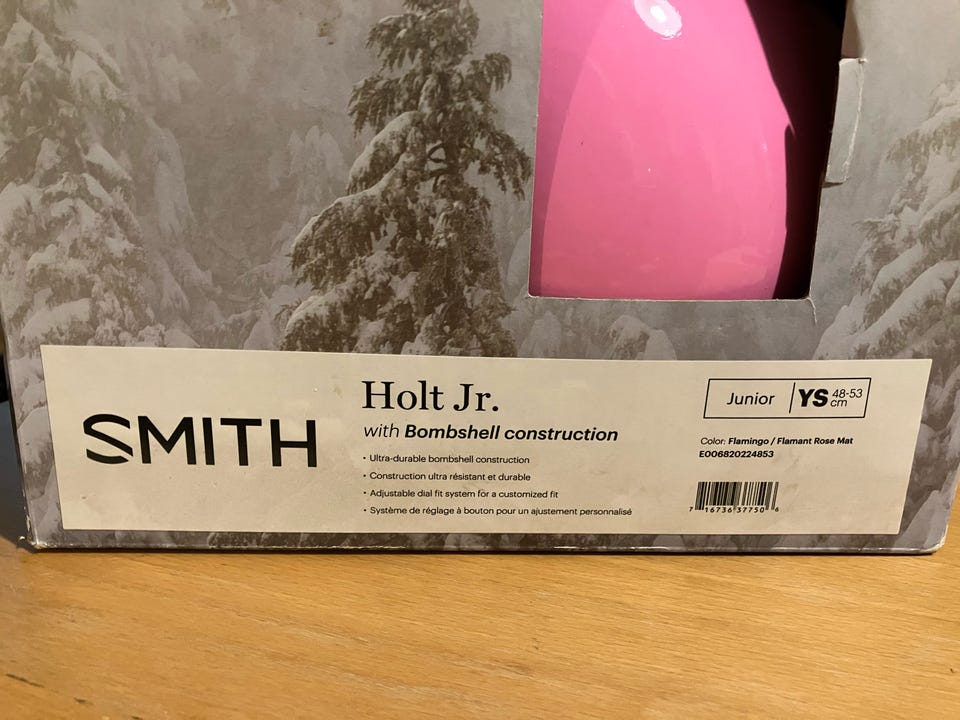 SMITH
Holt Jr.
with Bombshell construction
• Ultra-durable bombshell construction
• Construction ultra résistant et durable
• Adjustable dial fit system for a customized fit
• Système de réglage à bouton pour un ajustement personnalisé
Junior YS 48-53 cm
Color: Flamingo / Flamant Rose Mat
E006820224853
7 16736 37750 6